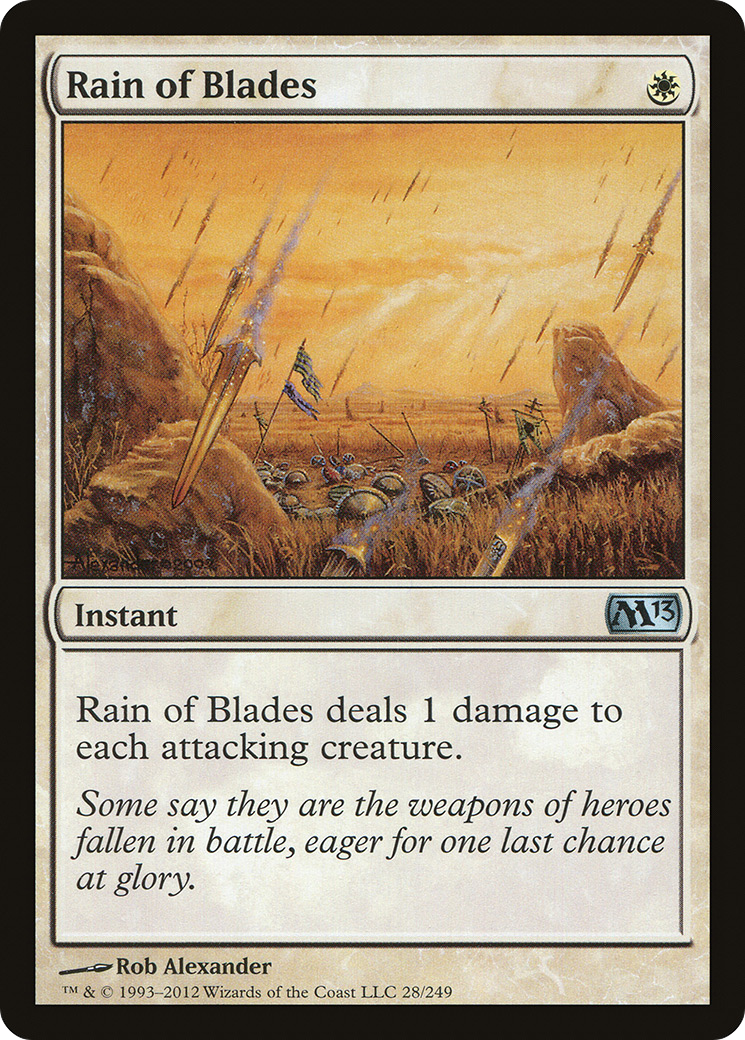 Rain of Blades
Alexander ©2009
Instant
M13
Rain of Blades deals 1 damage to
each attacking creature.
Some say they are the weapons of heroes
fallen in battle, eager for one last chance
at glory.
Rob Alexander
™ & © 1993–2012 Wizards of the Coast LLC 28/249